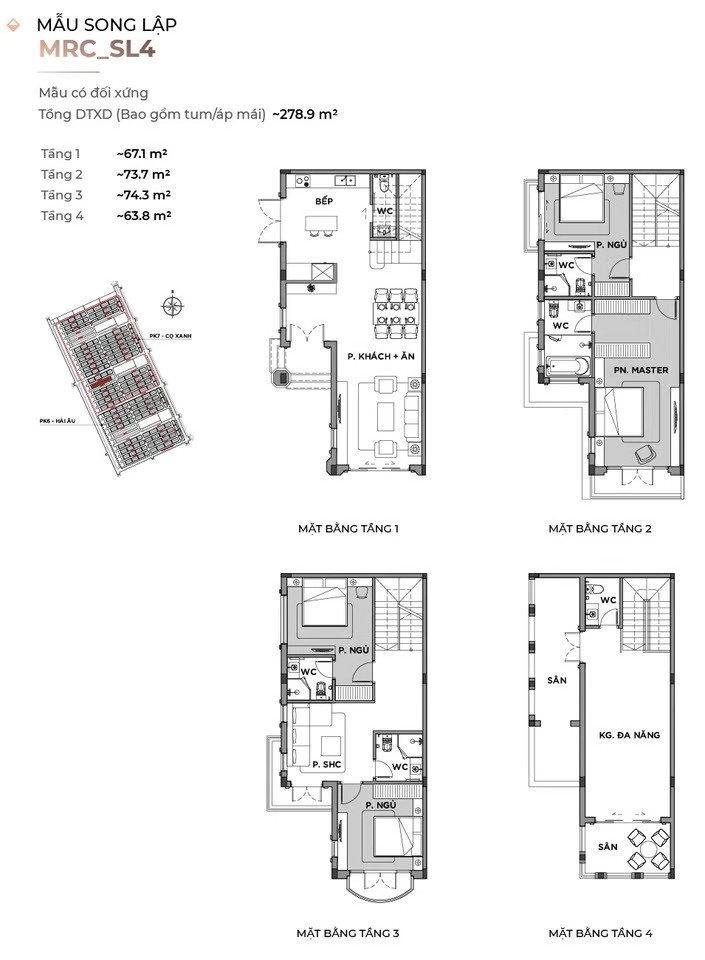 MẪU SONG LẬP
MRC_SL4
Mẫu có đối xứng
Tổng DTXD (Bao gồm tum/áp mái) ~278.9 m²
Tầng 1 ~67.1 m²
Tầng 2 ~73.7 m²
Tầng 3 ~74.3 m²
Tầng 4 ~63.8 m²
PK7 - CỌ XANH
PK6 - HẢI ÂU
BẾP
WC
P. KHÁCH + ĂN
MẶT BẰNG TẦNG 1
P. NGỦ
WC
WC
PN. MASTER
MẶT BẰNG TẦNG 2
P. NGỦ
WC
P. SHC
WC
P. NGỦ
MẶT BẰNG TẦNG 3
WC
SÂN
KG. ĐA NĂNG
SÂN
MẶT BẰNG TẦNG 4